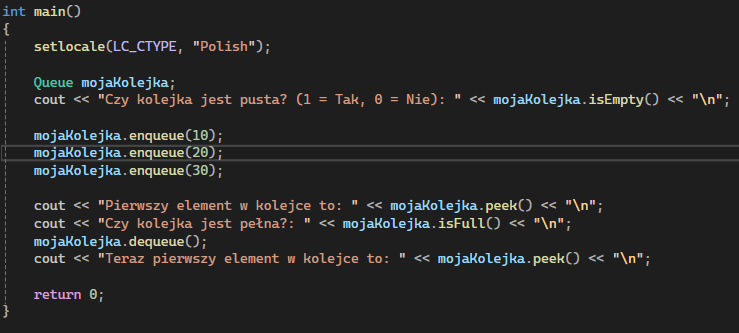 int main()
{
    setlocale(LC_CTYPE, "Polish");
    Queue mojaKolejka;
    cout << "Czy kolejka jest pusta? (1 = Tak, 0 = Nie): " << mojaKolejka.isEmpty() << "\n";
    mojaKolejka.enqueue(10);
    mojaKolejka.enqueue(20);
    mojaKolejka.enqueue(30);
    cout << "Pierwszy element w kolejce to: " << mojaKolejka.peek() << "\n";
    cout << "Czy kolejka jest pełna?: " << mojaKolejka.isFull() << "\n";
    mojaKolejka.dequeue();
    cout << "Teraz pierwszy element w kolejce to: " << mojaKolejka.peek() << "\n";
    return 0;
}